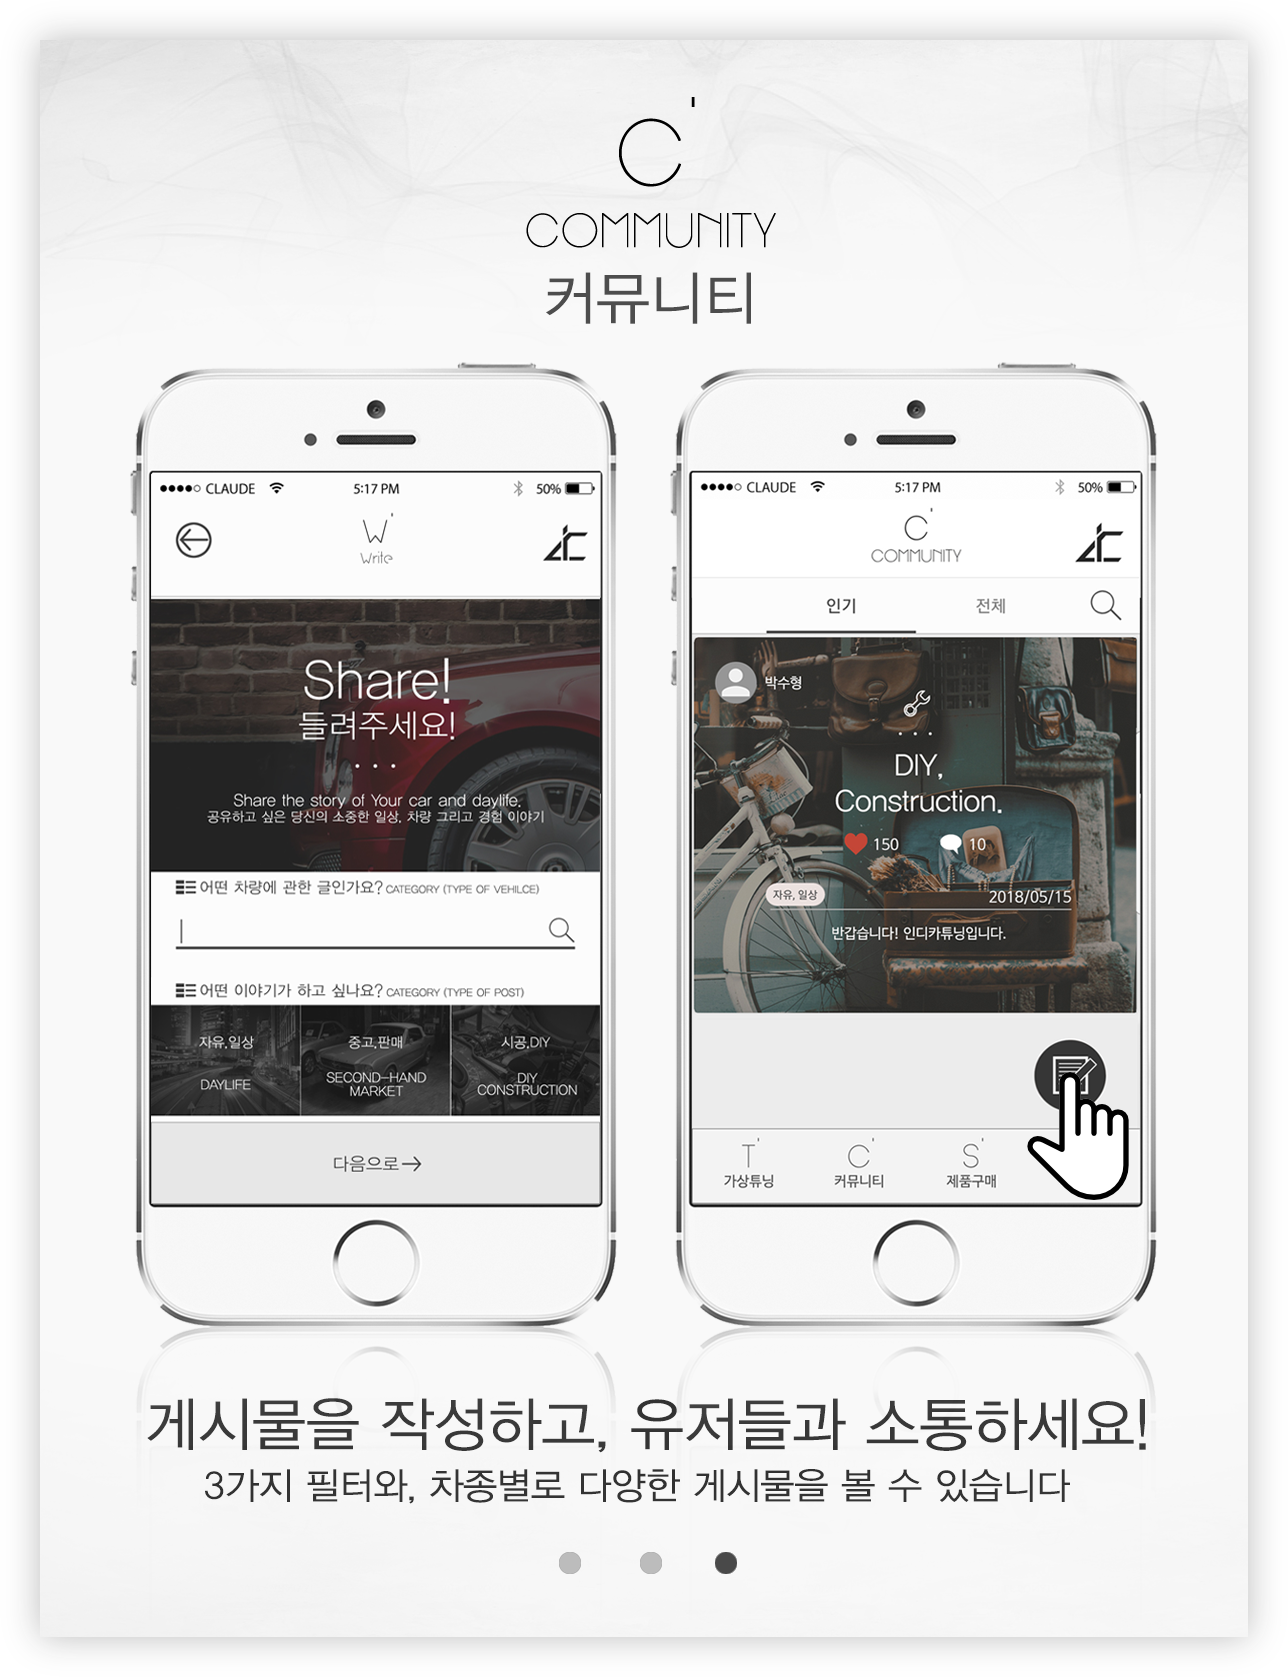 C'
COMMUNITY
커뮤니티
CLAUDE 5:17 PM 50%
W'
Write
Share!
들려주세요!
Share the story of Your car and daylife.
공유하고 싶은 당신의 소중한 일상, 차량 그리고 경험 이야기
어떤 차량에 관한 글인가요? CATEGORY (TYPE OF VEHILCE)
어떤 이야기가 하고 싶나요? CATEGORY (TYPE OF POST)
자유,일상
DAYLIFE
중고,판매
SECOND-HAND
MARKET
시공,DIY
DIY
CONSTRUCTION
다음으로→
CLAUDE 5:17 PM 50%
C'
COMMUNITY
인기 전체
박수형
DIY,
Construction.
150 10
자유, 일상 2018/05/15
반갑습니다! 인디카튜닝입니다.
T' C' S'
가상튜닝 커뮤니티 제품구매
게시물을 작성하고, 유저들과 소통하세요!
3가지 필터와, 차종별로 다양한 게시물을 볼 수 있습니다